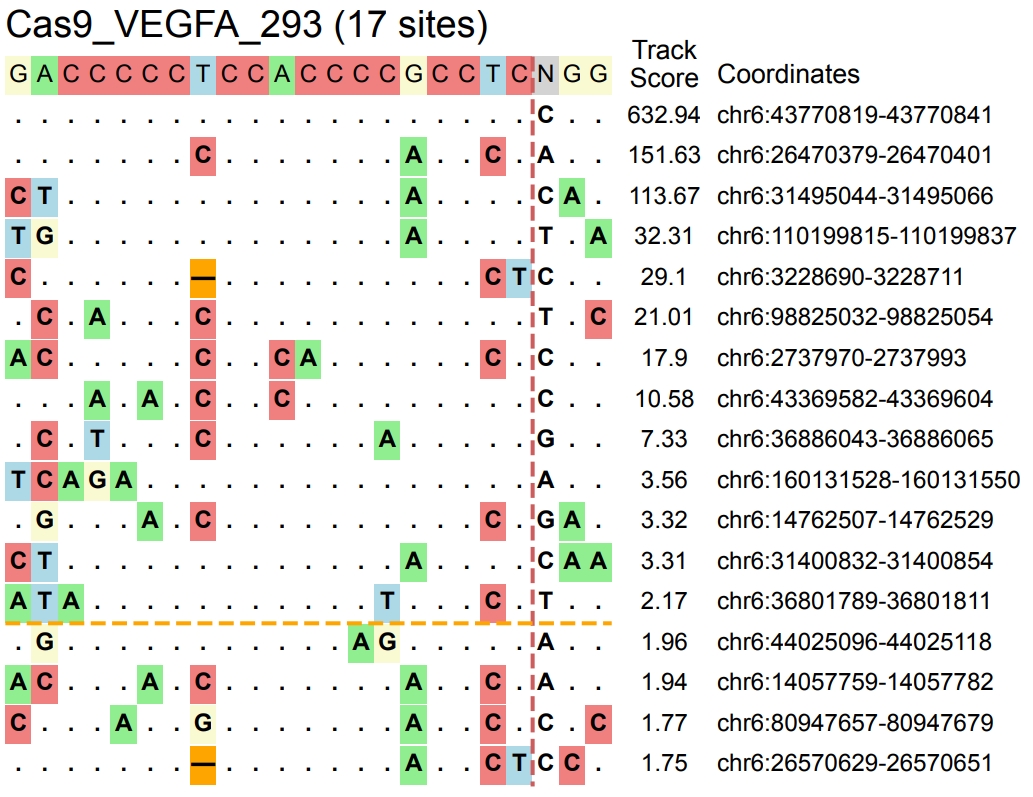 Cas9_VEGFA_293 (17 sites)
Track
Score Coordinates
G A C C C C C T C C A C C C C G C C T C N G G
. . . . . . . . . . . . . . . . . . . . C . . 632.94 chr6:43770819-43770841
. . . . . . . C . . . . . . . A . . C . A . . 151.63 chr6:26470379-26470401
C T . . . . . . . . . . . . . A . . . . C A . 113.67 chr6:31495044-31495066
T G . . . . . . . . . . . . . A . . . . T . A 32.31 chr6:110199815-110199837
C . . . . . . — . . . . . . . . . . C T C . . 29.1 chr6:3228690-3228711
. C . A . . . C . . . . . . . . . . . . T . C 21.01 chr6:98825032-98825054
A C . . . . . C . . C A . . . . . . C . C . . 17.9 chr6:2737970-2737993
. . . A . A . C . . C . . . . . . . . . C . . 10.58 chr6:43369582-43369604
. C . T . . . C . . . . . . A . . . . . G . . 7.33 chr6:36886043-36886065
T C A G A . . . . . . . . . . . . . . . A . . 3.56 chr6:160131528-160131550
. G . . . A . C . . . . . . . . . . C . G A . 3.32 chr6:14762507-14762529
C T . . . . . . . . . . . . . A . . . . C A A 3.31 chr6:31400832-31400854
A T A . . . . . . . . . . . T . . . C . T . . 2.17 chr6:36801789-36801811
. G . . . . . . . . . . . A G . . . . . A . . 1.96 chr6:44025096-44025118
A C . . . A . C . . . . . . . A . . C . A . . 1.94 chr6:14057759-14057782
C . . . A . . G . . . . . . . A . . C . C . C 1.77 chr6:80947657-80947679
. . . . . . . — . . . . . . . A . . C T C C . 1.75 chr6:26570629-26570651